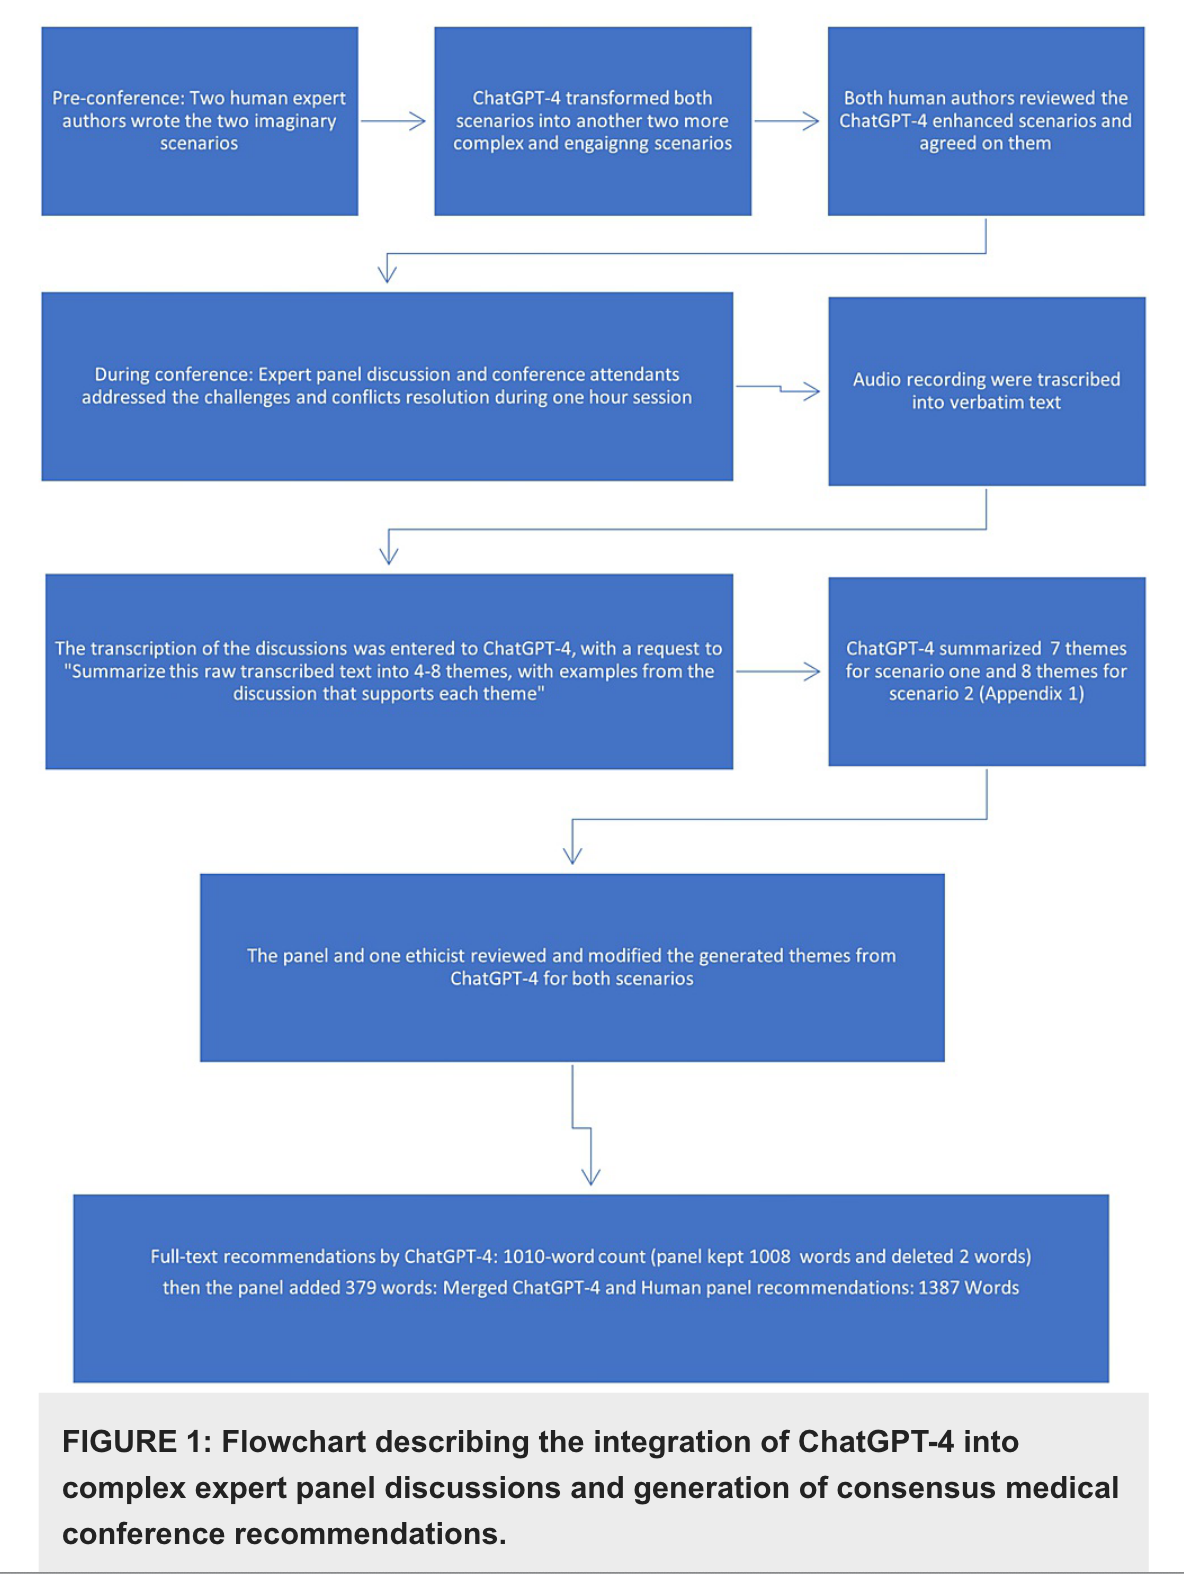 Pre-conference: Two human expert
authors wrote the two imaginary
scenarios
ChatGPT-4 transformed both
scenarios into another two more
complex and engaignng scenarios
Both human authors reviewed the
ChatGPT-4 enhanced scenarios and
agreed on them
During conference: Expert panel discussion and conference attendants
addressed the challenges and conflicts resolution during one hour session
Audio recording were trascribed
into verbatim text
The transcription of the discussions was entered to ChatGPT-4, with a request to
"Summarize this raw transcribed text into 4-8 themes, with examples from the
discussion that supports each theme"
ChatGPT-4 summarized 7 themes
for scenario one and 8 themes for
scenario 2 (Appendix 1)
The panel and one ethicist reviewed and modified the generated themes from
ChatGPT-4 for both scenarios
Full-text recommendations by ChatGPT-4: 1010-word count (panel kept 1008 words and deleted 2 words)
then the panel added 379 words: Merged ChatGPT-4 and Human panel recommendations: 1387 Words
FIGURE 1: Flowchart describing the integration of ChatGPT-4 into
complex expert panel discussions and generation of consensus medical
conference recommendations.